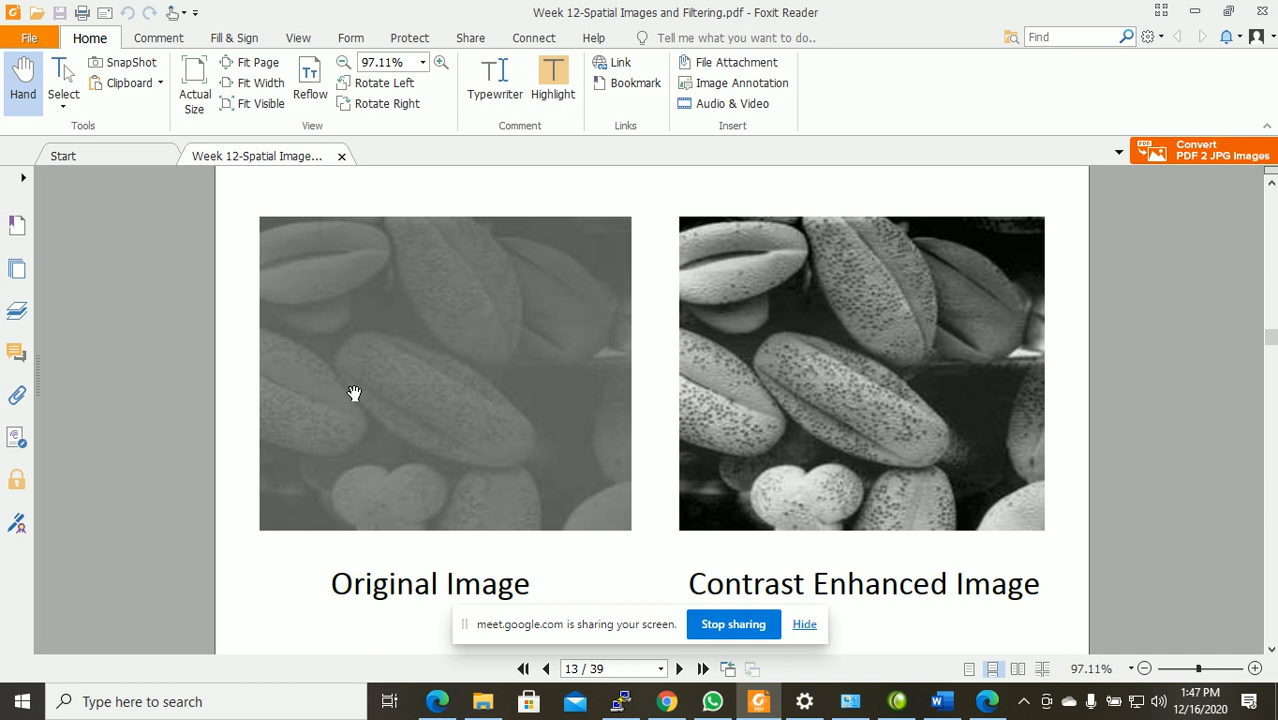 Week 12-Spatial Images and Filtering.pdf - Foxit Reader
File Home Comment Fill & Sign View Form Protect Share Connect Help Tell me what you want to do.. Find
Hand
Select
SnapShot
Clipboard
Tools
Actual
Size
Fit Page
Fit Width
Fit Visible
Reflow
97.11%
Rotate Left
Rotate Right
View
Typewriter
Highlight
Comment
Link
Bookmark
Links
File Attachment
Image Annotation
Audio & Video
Insert
Start
Week 12-Spatial Image...
Convert
PDF 2 JPG Images
Original Image
Contrast Enhanced Image
meet.google.com is sharing your screen. Stop sharing Hide
13 / 39
97.11%
Type here to search
1:47 PM
12/16/2020